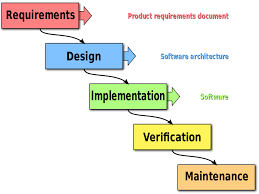 Requirements
Product requirements document
Design
Software architecture
Implementation
Software
Verification
Maintenance